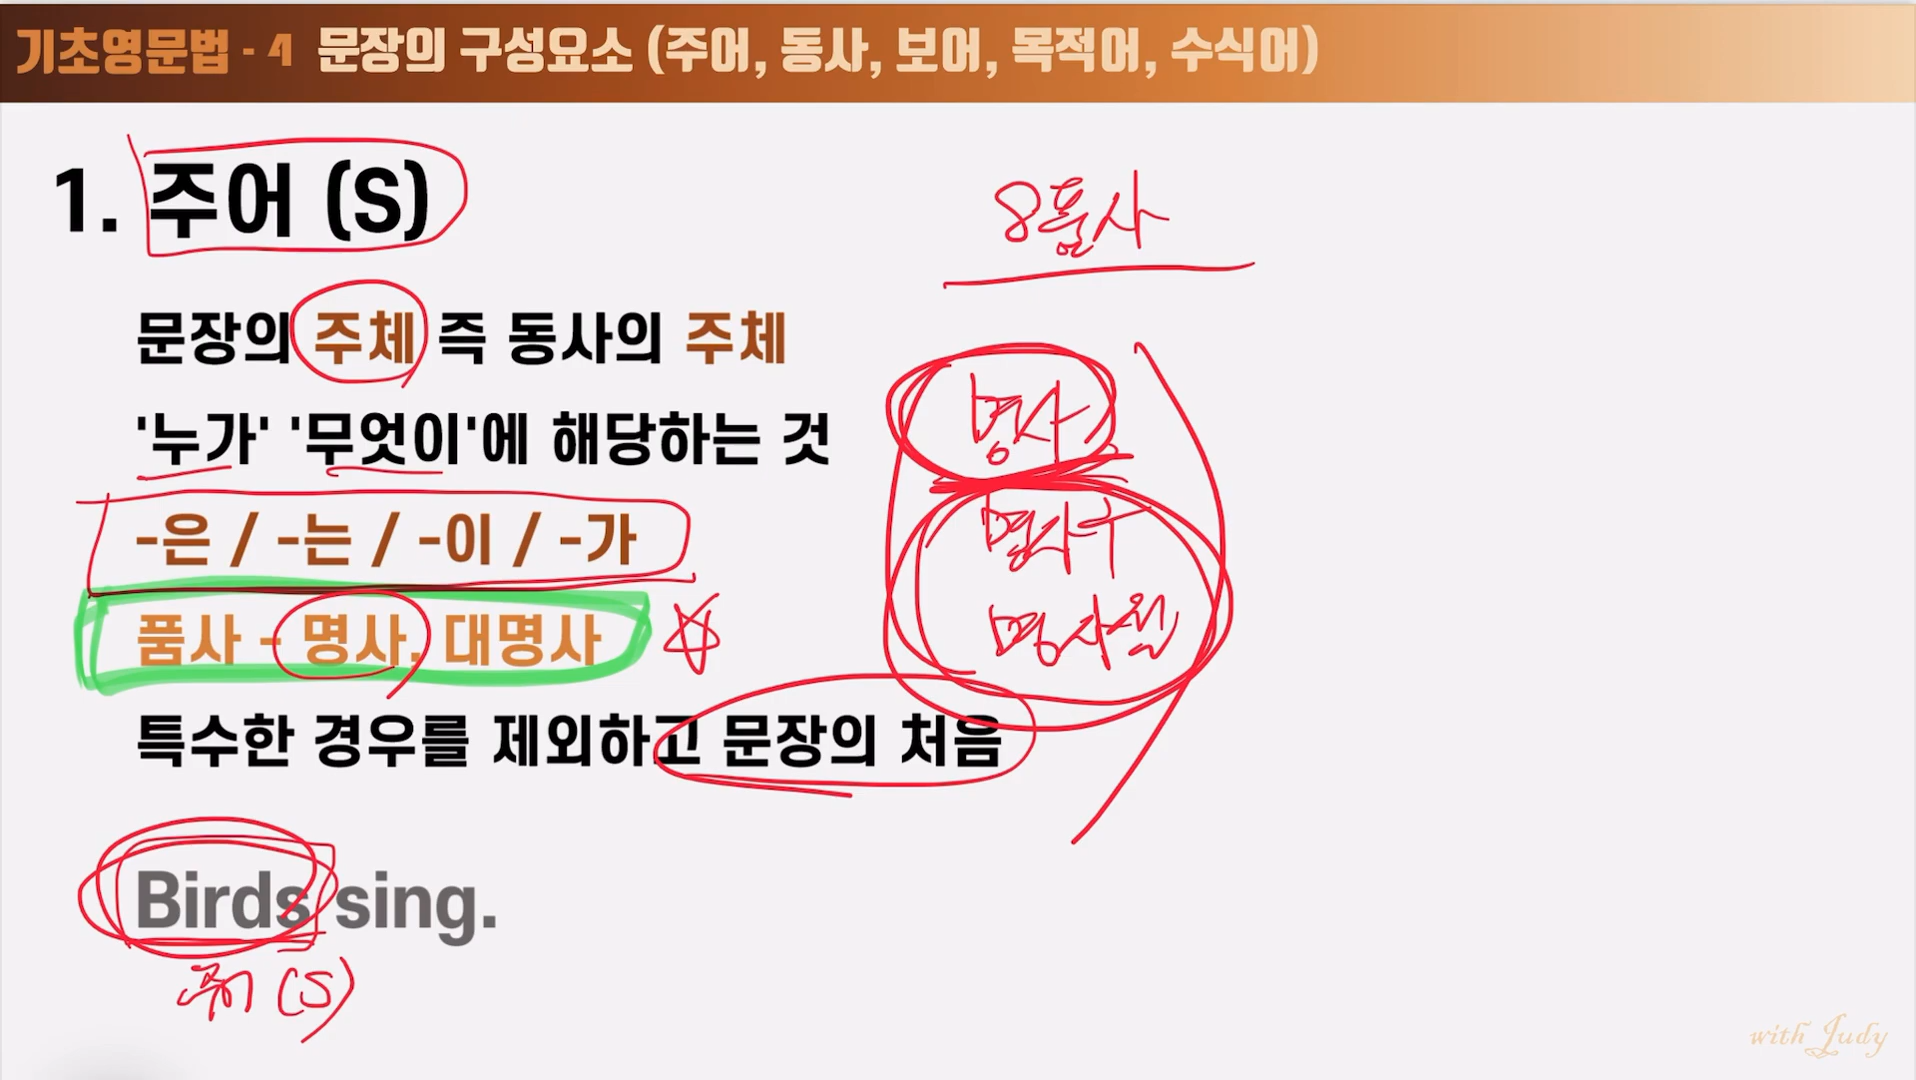 기초영문법 - 4 문장의 구성요소 (주어, 동사, 보어, 목적어, 수식어)
1. 주어 (S)
8품사
문장의 주체 즉 동사의 주체
'누가' '무엇이'에 해당하는 것
명사
-은 / -는 / -이 / -가
명사구
품사 - 명사, 대명사
명사절
특수한 경우를 제외하고 문장의 처음
Birds sing.
주어 (S)
with Judy